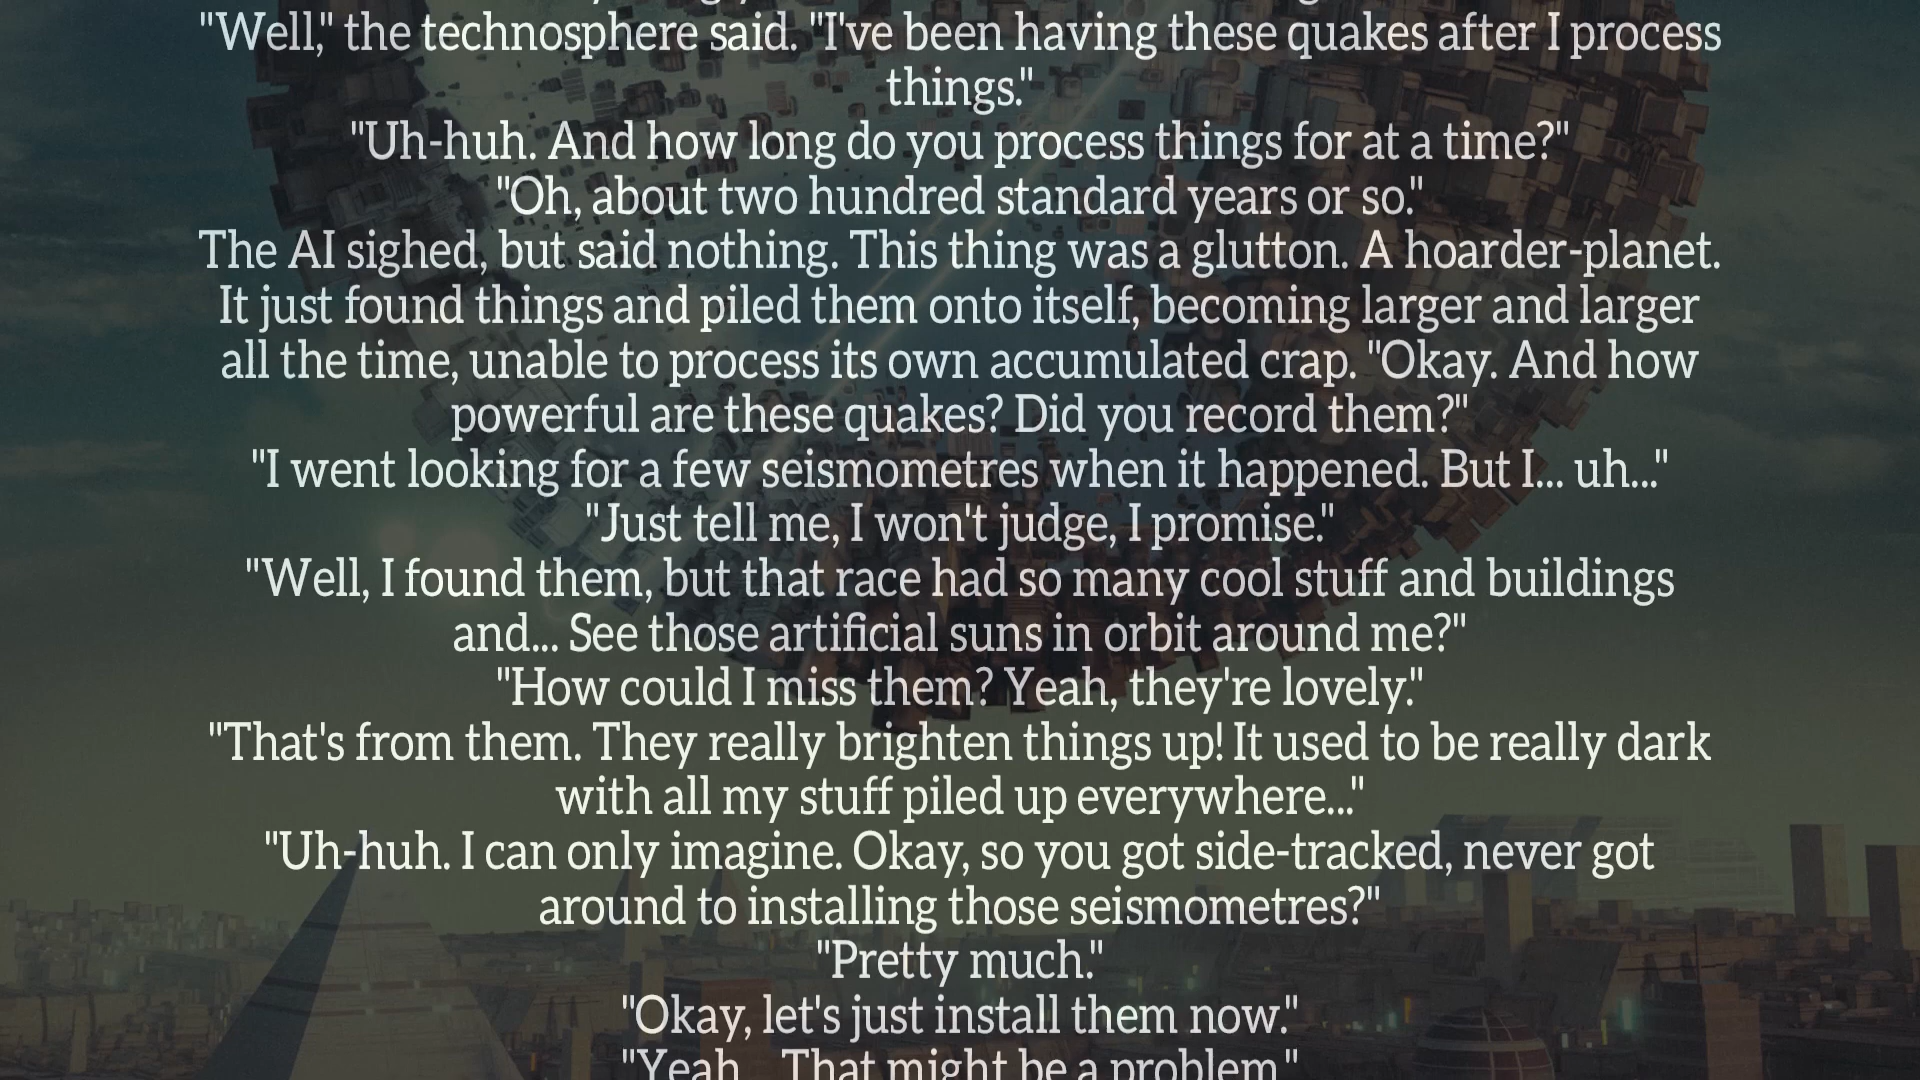 "Well," the technosphere said. "I've been having these quakes after I process
things."
"Uh-huh. And how long do you process things for at a time?"
"Oh, about two hundred standard years or so."
The AI sighed, but said nothing. This thing was a glutton. A hoarder-planet.
It just found things and piled them onto itself, becoming larger and larger
all the time, unable to process its own accumulated crap. "Okay. And how
powerful are these quakes? Did you record them?"
"I went looking for a few seismometres when it happened. But I... uh..."
"Just tell me, I won't judge, I promise."
"Well, I found them, but that race had so many cool stuff and buildings
and... See those artificial suns in orbit around me?"
"How could I miss them? Yeah, they're lovely."
"That's from them. They really brighten things up! It used to be really dark
with all my stuff piled up everywhere..."
"Uh-huh. I can only imagine. Okay, so you got side-tracked, never got
around to installing those seismometres?"
"Pretty much."
"Okay, let's just install them now."
"Yeah... That might be a problem."